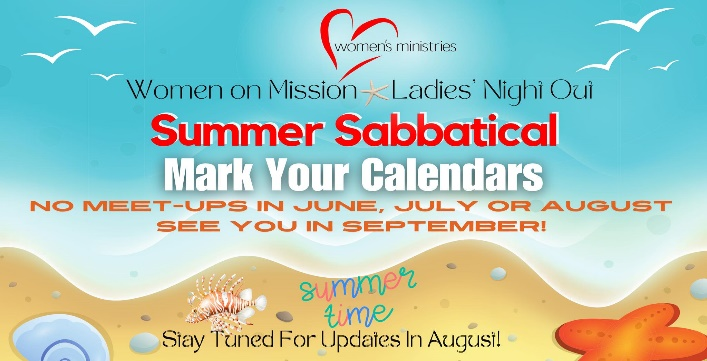 women's ministries
Women on Mission Ladies' Night Out
Summer Sabbatical
Mark Your Calendars
NO MEET-UPS IN JUNE, JULY OR AUGUST
SEE YOU IN SEPTEMBER!
summer
time
Stay Tuned For Updates In August!